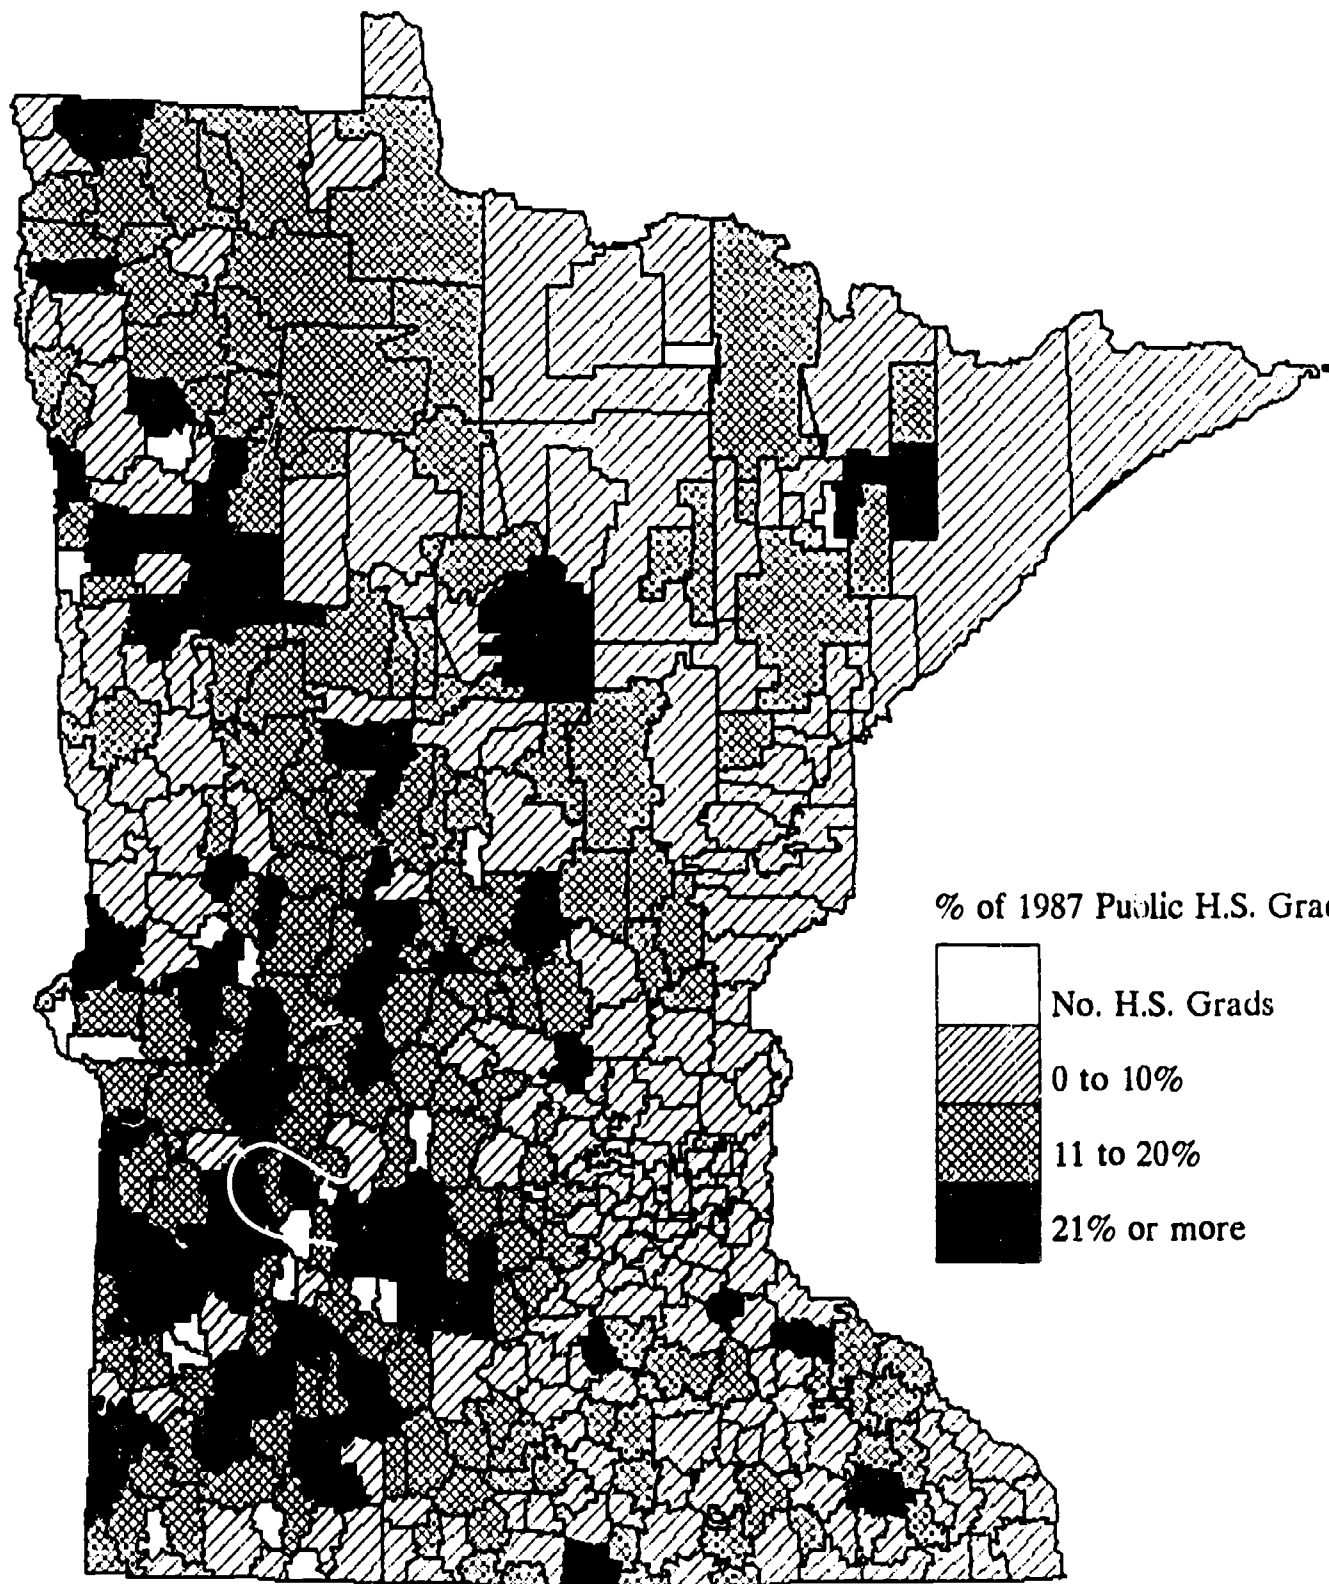 % of 1987 Public H.S. Grad
No. H.S. Grads
0 to 10%
11 to 20%
21% or more